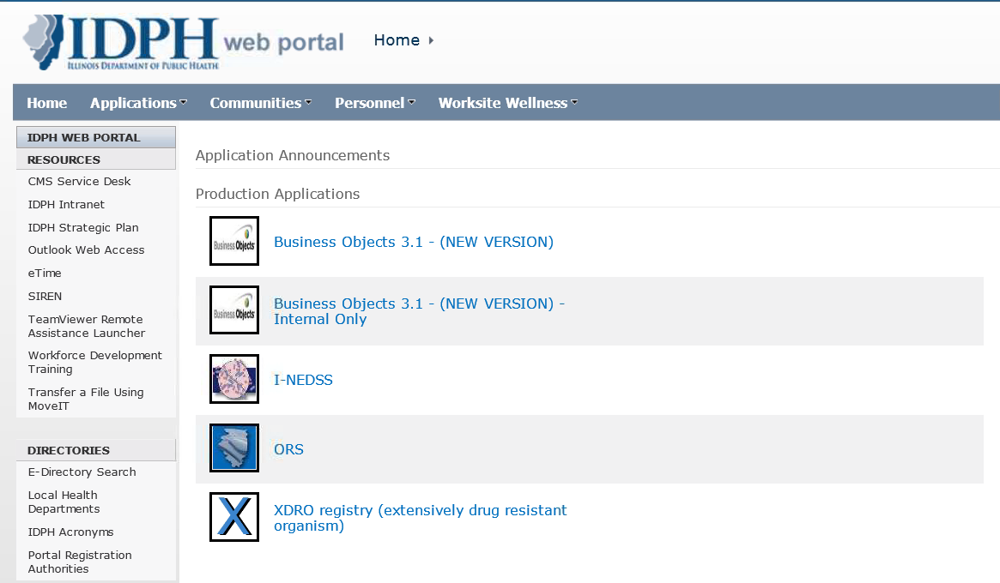 IDPH web portal
ILLINOIS DEPARTMENT OF PUBLIC HEALTH
Home
Home Applications Communities Personnel Worksite Wellness
IDPH WEB PORTAL
RESOURCES
CMS Service Desk
IDPH Intranet
IDPH Strategic Plan
Outlook Web Access
eTime
SIREN
TeamViewer Remote
Assistance Launcher
Workforce Development
Training
Transfer a File Using
MoveIT
DIRECTORIES
E-Directory Search
Local Health
Departments
IDPH Acronyms
Portal Registration
Authorities
Application Announcements
Production Applications
Business Objects
Business Objects 3.1 - (NEW VERSION)
Business Objects
Business Objects 3.1 - (NEW VERSION) -
Internal Only
I-NEDSS
ORS
X
XDRO registry (extensively drug resistant
organism)